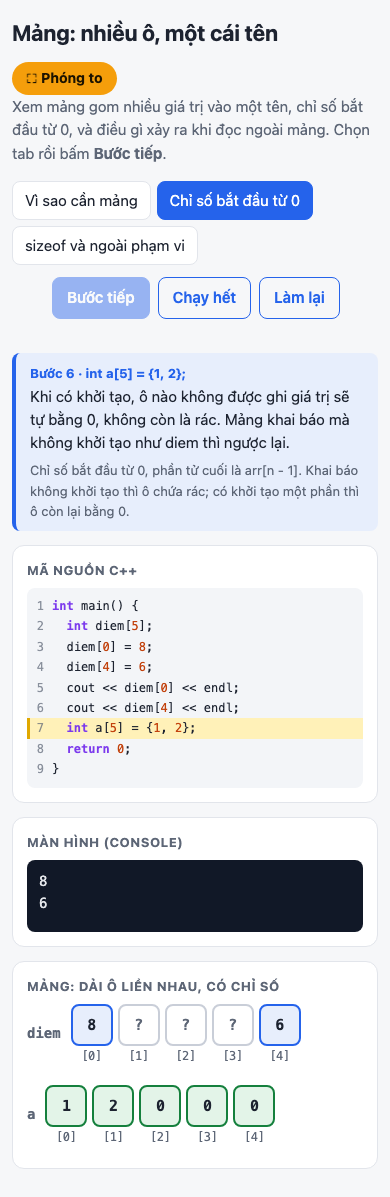 Mảng: nhiều ô, một cái tên
⛶ Phóng to
Xem mảng gom nhiều giá trị vào một tên, chỉ số bắt
đầu từ 0, và điều gì xảy ra khi đọc ngoài mảng. Chọn
tab rồi bấm Bước tiếp.
Vì sao cần mảng
Chỉ số bắt đầu từ 0
sizeof và ngoài phạm vi
Bước tiếp
Chạy hết
Làm lại
Bước 6 · int a[5] = {1, 2};
Khi có khởi tạo, ô nào không được ghi giá trị sẽ
tự bằng 0, không còn là rác. Mảng khai báo mà
không khởi tạo như diem thì ngược lại.
Chỉ số bắt đầu từ 0, phần tử cuối là arr[n - 1]. Khai báo
không khởi tạo thì ô chứa rác; có khởi tạo một phần thì
ô còn lại bằng 0.
MÃ NGUỒN C++
1 int main() {
2   int diem[5];
3   diem[0] = 8;
4   diem[4] = 6;
5   cout << diem[0] << endl;
6   cout << diem[4] << endl;
7   int a[5] = {1, 2};
8   return 0;
9 }
MÀN HÌNH (CONSOLE)
8
6
MẢNG: DẢI Ô LIỀN NHAU, CÓ CHỈ SỐ
diem 8 ? ? ? 6
[0] [1] [2] [3] [4]
a 1 2 0 0 0
[0] [1] [2] [3] [4]